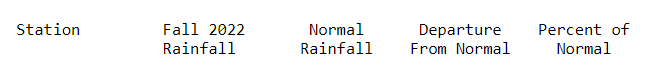 Station Fall 2022 Normal Departure Percent of
Rainfall Rainfall From Normal Normal